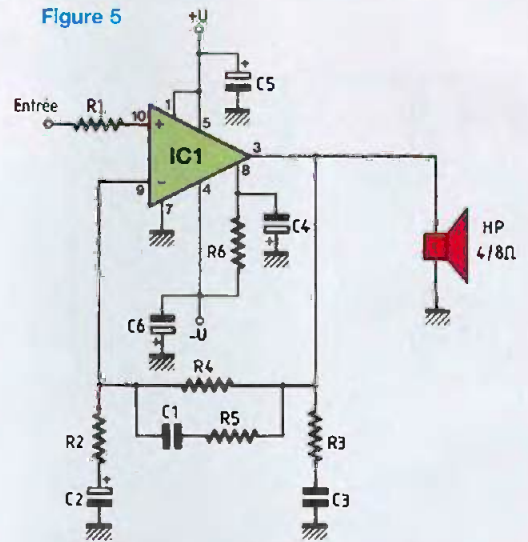 Figure 5
+U
C5
Entrée
R1
10
+
1
5
IC1
3
8
9
-
7
4
C4
R6
HP
4/8Ω
C6
-U
R4
C1
R5
R2
R3
C2
C3